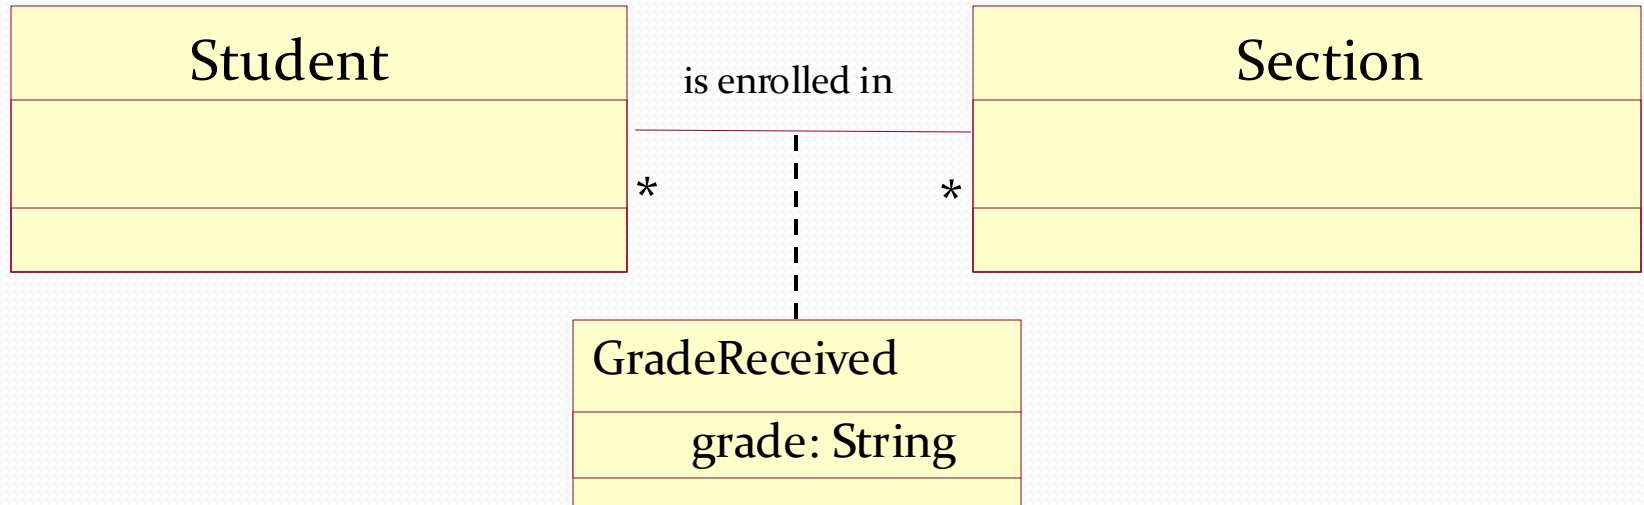 Student
is enrolled in
Section
*
*
GradeReceived
grade: String